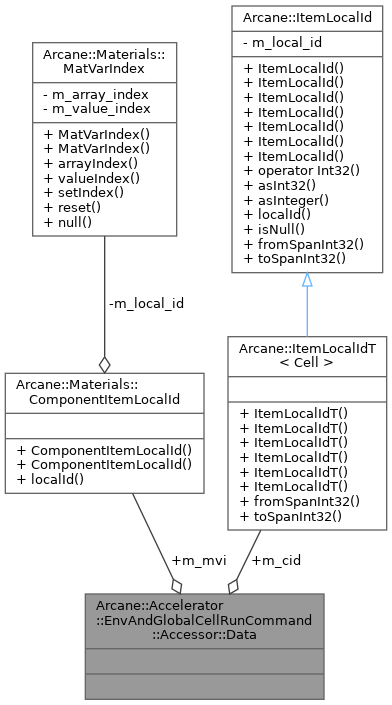 Arcane::Materials::
MatVarIndex
- m_array_index
- m_value_index
+ MatVarIndex()
+ MatVarIndex()
+ arrayIndex()
+ valueIndex()
+ setIndex()
+ reset()
+ null()
Arcane::ItemLocalId
- m_local_id
+ ItemLocalId()
+ ItemLocalId()
+ ItemLocalId()
+ ItemLocalId()
+ ItemLocalId()
+ ItemLocalId()
+ ItemLocalId()
+ operator Int32()
+ asInt32()
+ asInteger()
+ localId()
+ isNull()
+ fromSpanInt32()
+ toSpanInt32()
-m_local_id
Arcane::Materials::
ComponentItemLocalId
+ ComponentItemLocalId()
+ ComponentItemLocalId()
+ localId()
Arcane::ItemLocalIdT
< Cell >
+ ItemLocalIdT()
+ ItemLocalIdT()
+ ItemLocalIdT()
+ ItemLocalIdT()
+ ItemLocalIdT()
+ ItemLocalIdT()
+ fromSpanInt32()
+ toSpanInt32()
+m_mvi
+m_cid
Arcane::Accelerator
::EnvAndGlobalCellRunCommand
::Accessor::Data